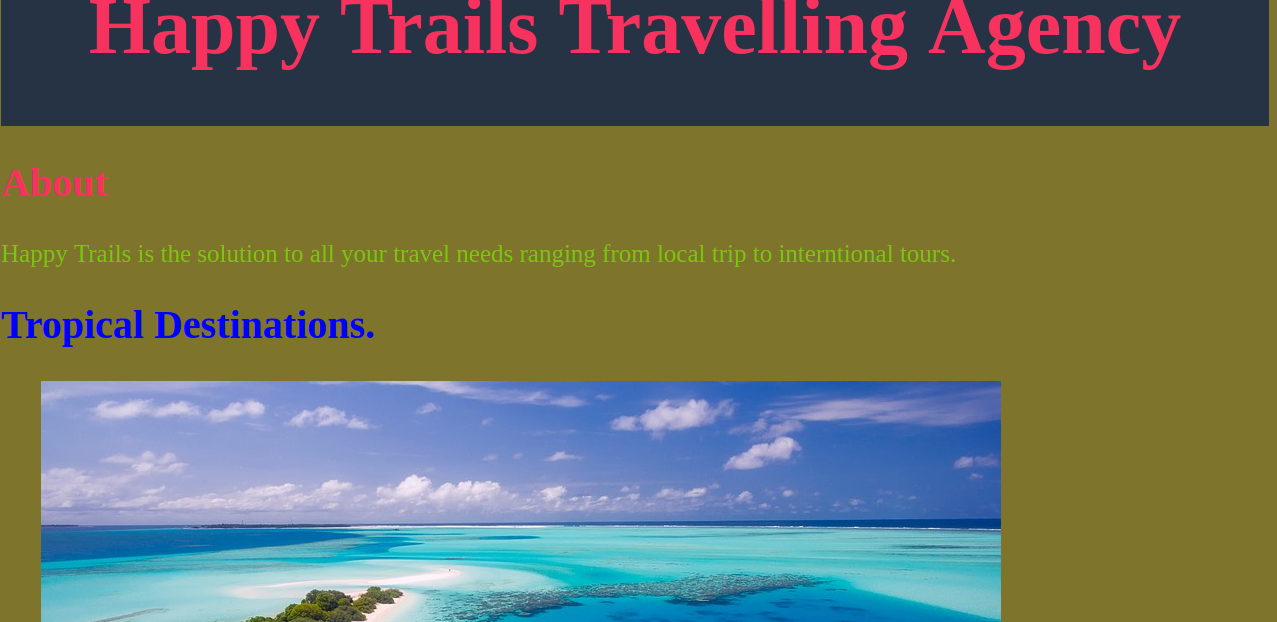 Happy Trails Travelling Agency
About
Happy Trails is the solution to all your travel needs ranging from local trip to interntional tours.
Tropical Destinations.